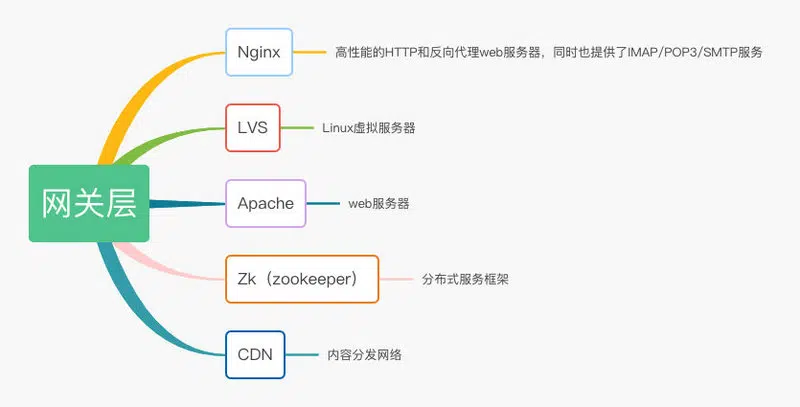 网关层
Nginx
高性能的HTTP和反向代理web服务器，同时也提供了IMAP/POP3/SMTP服务
LVS
Linux虚拟服务器
Apache
web服务器
Zk（zookeeper）
分布式服务框架
CDN
内容分发网络